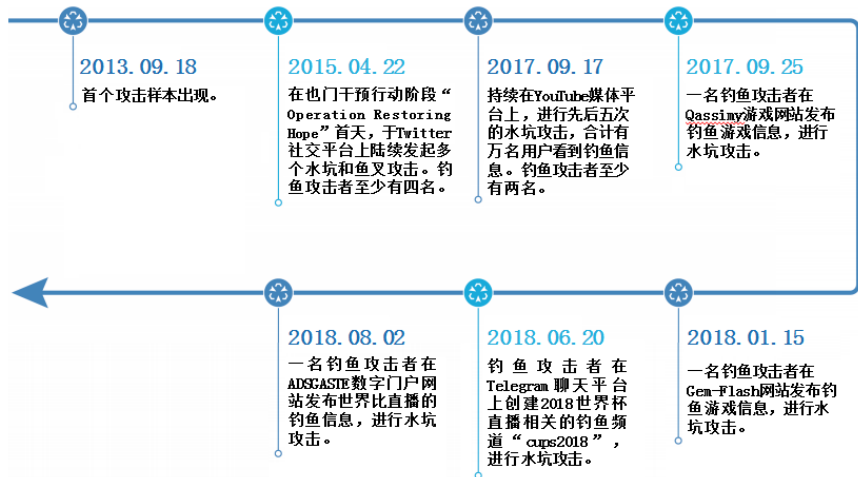 2013.09.18
首个攻击样本出现。
2015.04.22
在也门干预行动阶段“
Operation Restoring
Hope”首天，于Twitter
社交平台上陆续发起多
个水坑和鱼叉攻击。钓
鱼攻击者至少有四名。
2017.09.17
持续在YouTube媒体平
台上，进行先后五次
的水坑攻击，合计有
万名用户看到钓鱼信
息。钓鱼攻击者至少
有两名。
2017.09.25
一名钓鱼攻击者在
Qassimy游戏网站发布
钓鱼游戏信息，进行
水坑攻击。
2018.01.15
一名钓鱼攻击者在
Gem-Flash网站发布钓
鱼游戏信息，进行水
坑攻击。
2018.06.20
钓鱼攻击者在
Telegram聊天平台
上创建2018世界杯
直播相关的钓鱼频
道“cups2018”，
进行水坑攻击。
2018.08.02
一名钓鱼攻击者在
ADSGASTE数字门户网
站发布世界比直播的
钓鱼信息，进行水坑
攻击。